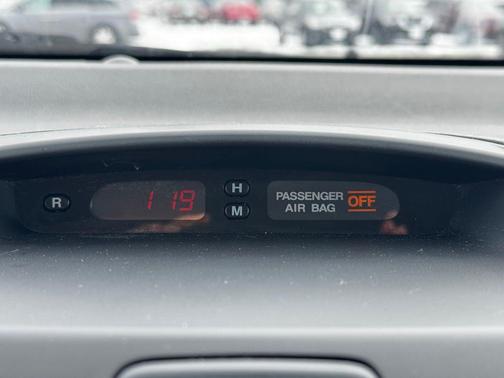 R
1 19
H
M
PASSENGER
AIR BAG
OFF